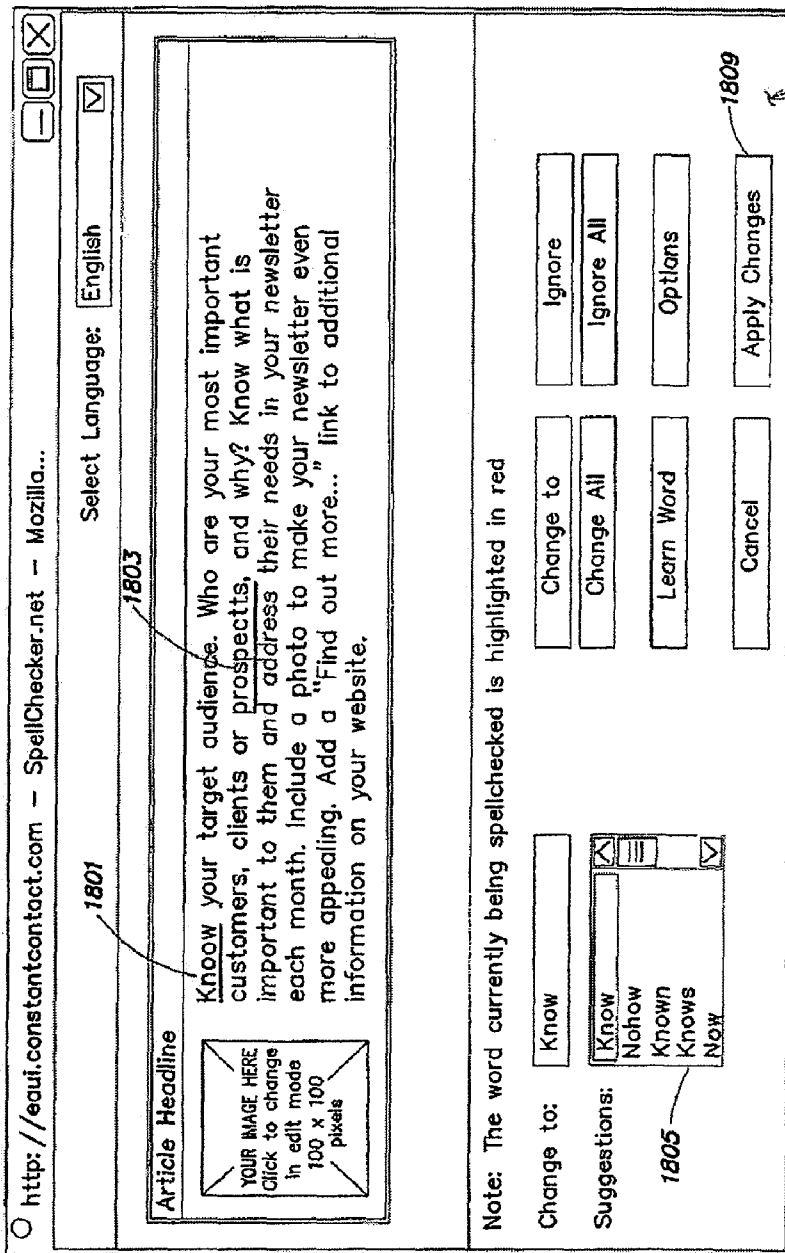 http://eaui.constantcontact.com — SpellChecker.net — Mozilla...
Select Language: English
1801
1803
Article Headline
YOUR IMAGE HERE
Click to change
in edit mode
100 x 100
pixels
Knoow your target audience. Who are your most important
customers, clients or prospectts, and why? Know what is
important to them and address their needs in your newsletter
each month. Include a photo to make your newsletter even
more appealing. Add a "Find out more..." link to additional
information on your website.
Note: The word currently being spellchecked is highlighted in red
Change to: Know
Change to
Ignore
Suggestions:
Know
Nohow
Known
Knows
Now
Change All
Ignore All
1805
Learn Word
Options
Cancel
Apply Changes
1809